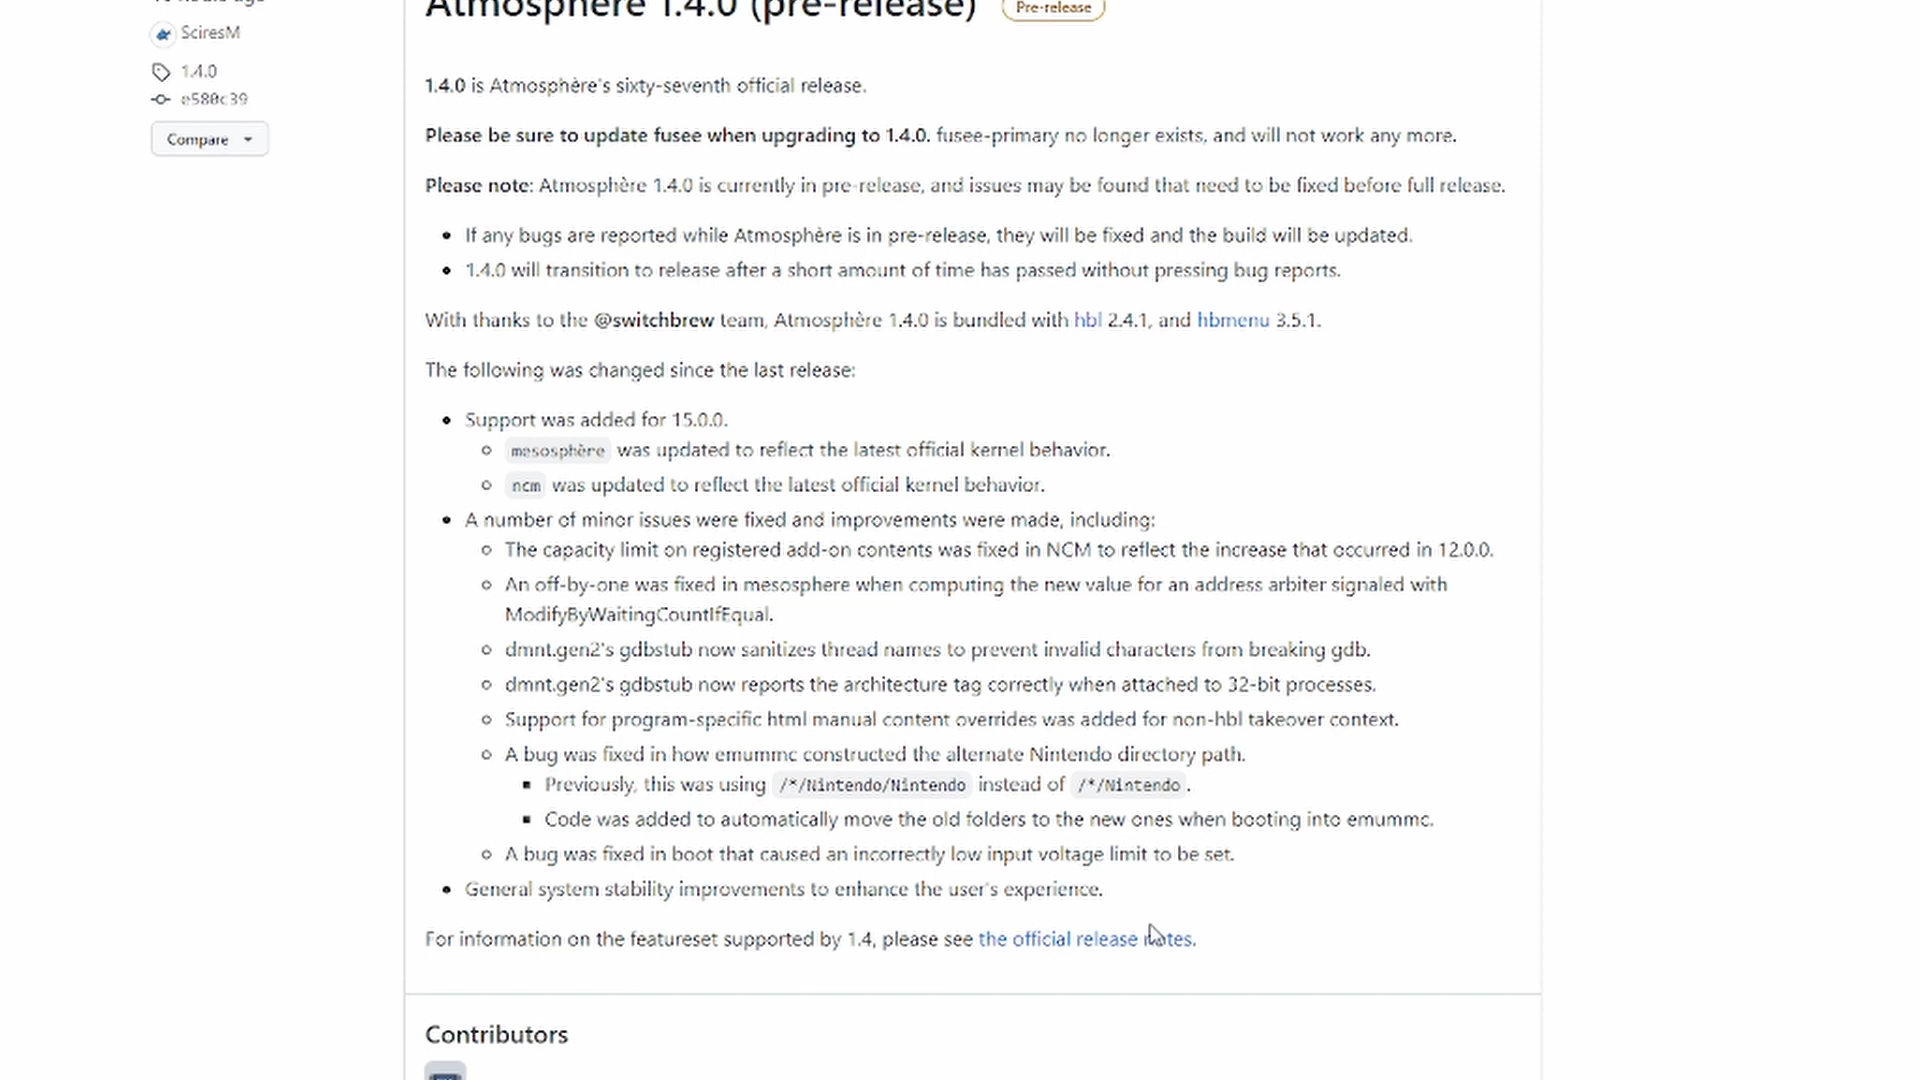 Atmosphère 1.4.0 (pre-release)
Pre-release
SciresM
1.4.0
e580c39
Compare
1.4.0 is Atmosphère's sixty-seventh official release.
Please be sure to update fusee when upgrading to 1.4.0. fusee-primary no longer exists, and will not work any more.
Please note: Atmosphère 1.4.0 is currently in pre-release, and issues may be found that need to be fixed before full release.
If any bugs are reported while Atmosphère is in pre-release, they will be fixed and the build will be updated.
1.4.0 will transition to release after a short amount of time has passed without pressing bug reports.
With thanks to the @switchbrew team, Atmosphère 1.4.0 is bundled with hbl 2.4.1, and hbmenu 3.5.1.
The following was changed since the last release:
Support was added for 15.0.0.
mesosphère was updated to reflect the latest official kernel behavior.
ncm was updated to reflect the latest official kernel behavior.
A number of minor issues were fixed and improvements were made, including:
The capacity limit on registered add-on contents was fixed in NCM to reflect the increase that occurred in 12.0.0.
An off-by-one was fixed in mesosphere when computing the new value for an address arbiter signaled with
ModifyByWaitingCountIfEqual.
dmnt.gen2's gdbstub now sanitizes thread names to prevent invalid characters from breaking gdb.
dmnt.gen2's gdbstub now reports the architecture tag correctly when attached to 32-bit processes.
Support for program-specific html manual content overrides was added for non-hbl takeover context.
A bug was fixed in how emummc constructed the alternate Nintendo directory path.
Previously, this was using /*/Nintendo/Nintendo instead of /*/Nintendo.
Code was added to automatically move the old folders to the new ones when booting into emummc.
A bug was fixed in boot that caused an incorrectly low input voltage limit to be set.
General system stability improvements to enhance the user's experience.
For information on the featureset supported by 1.4, please see the official release notes.
Contributors